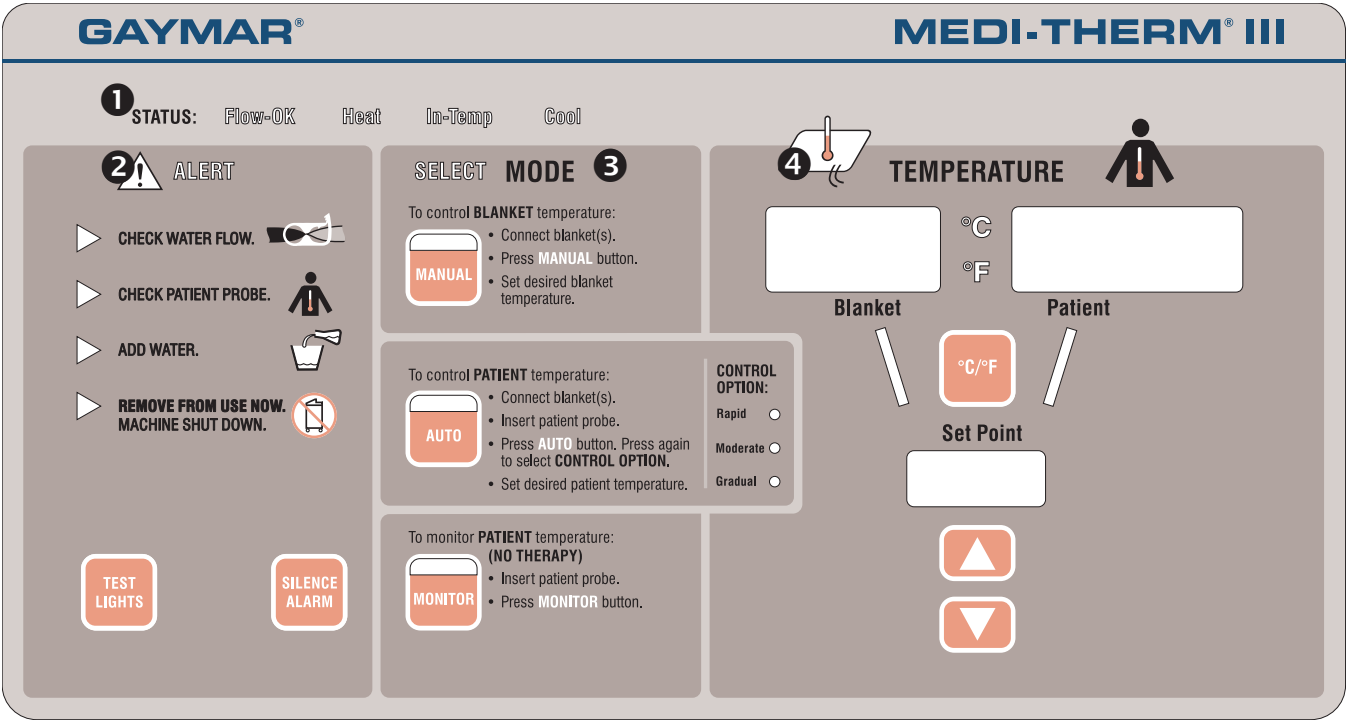 GAYMAR® MEDI-THERM® III
❶ STATUS: Flow-OK Heat In-Temp Cool
❷ ! ALERT
CHECK WATER FLOW.
CHECK PATIENT PROBE.
ADD WATER.
REMOVE FROM USE NOW.
MACHINE SHUT DOWN.
TEST
LIGHTS
SILENCE
ALARM
SELECT MODE ❸
To control BLANKET temperature:
MANUAL
• Connect blanket(s).
• Press MANUAL button.
• Set desired blanket
temperature.
To control PATIENT temperature:
AUTO
• Connect blanket(s).
• Insert patient probe.
• Press AUTO button. Press again
to select CONTROL OPTION.
• Set desired patient temperature.
CONTROL
OPTION:
Rapid
Moderate
Gradual
To monitor PATIENT temperature:
(NO THERAPY)
MONITOR
• Insert patient probe.
• Press MONITOR button.
❹ TEMPERATURE
°C
°F
Blanket
Patient
°C/°F
Set Point